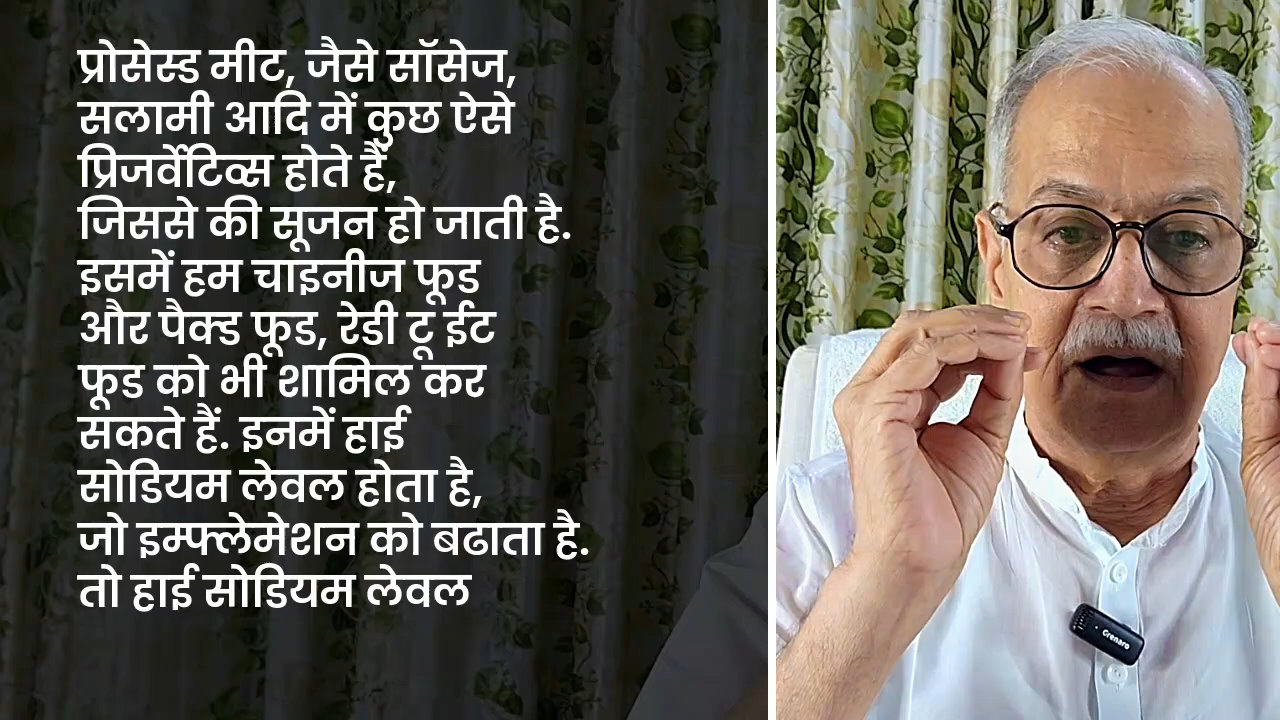 प्रोसेस्ड मीट, जैसे सॉसेज,
सलामी आदि में कुछ ऐसे
प्रिजर्वेटिव्स होते हैं,
जिससे की सूजन हो जाती है.
इसमें हम चाइनीज फूड
और पैक्ड फूड, रेडी टू ईट
फूड को भी शामिल कर
सकते हैं. इनमें हाई
सोडियम लेवल होता है,
जो इम्फ्लेमेशन को बढाता है.
तो हाई सोडियम लेवल
Grenaro